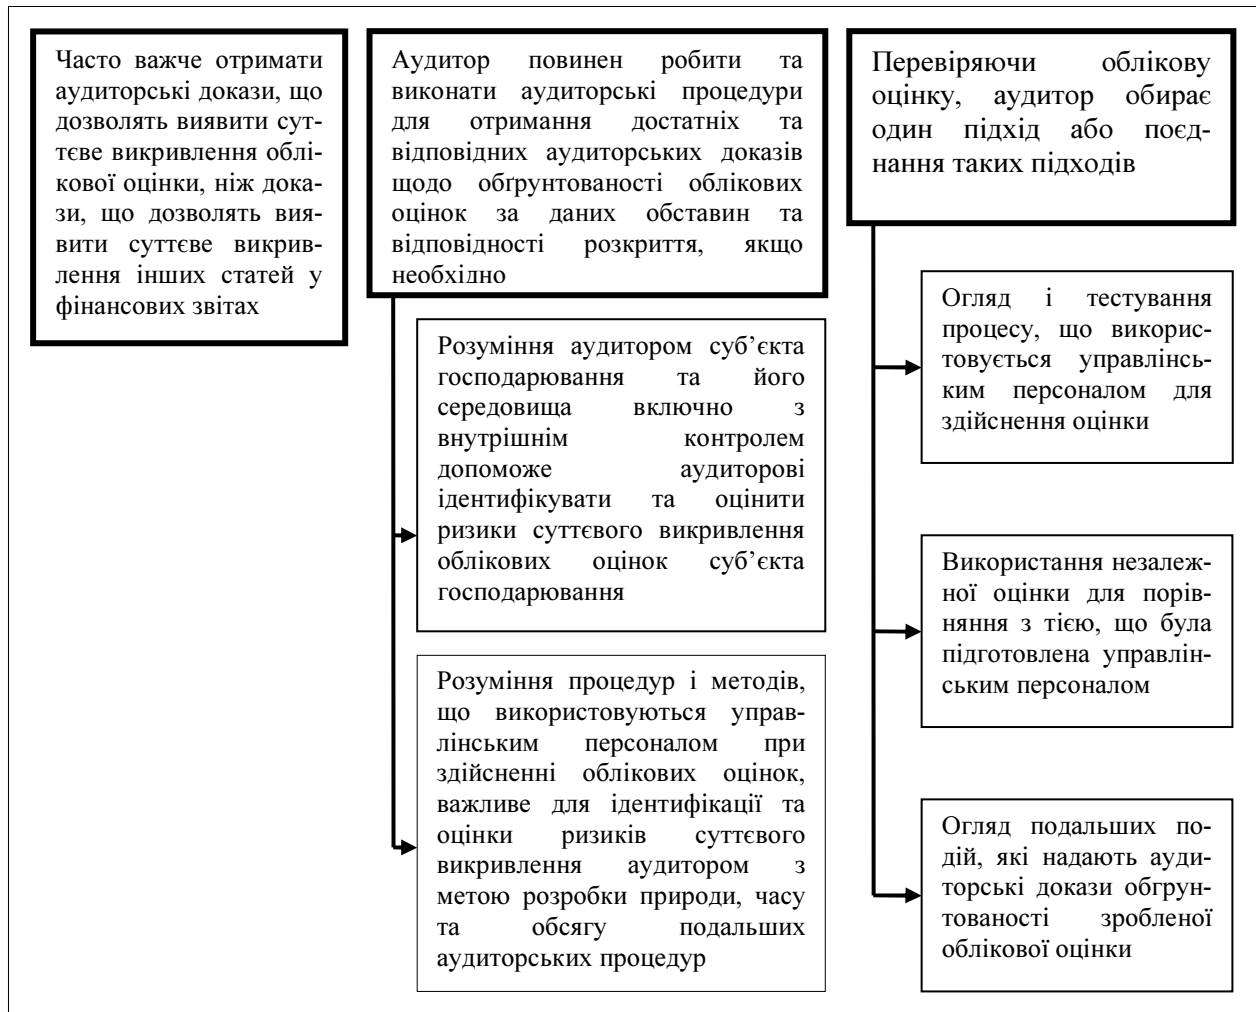 Часто важче отримати
аудиторські докази, що
дозволять виявити сут-
тєве викривлення облі-
кової оцінки, ніж дока-
зи, що дозволять вия-
вити суттєве викрив-
лення інших статей у
фінансових звітах
Аудитор повинен робити та
виконати аудиторські процедури
для отримання достатніх та
відповідних аудиторських доказів
щодо обґрунтованості облікових
оцінок за даних обставин та
відповідності розкриття, якщо
необхідно
Розуміння аудитором суб’єкта
господарювання та його
середовища включно з
внутрішнім контролем
допоможе аудиторові
ідентифікувати та оцінити
ризики суттєвого викривлення
облікових оцінок суб’єкта
господарювання
Розуміння процедур і методів,
що використовуються управ-
лінським персоналом при
здійсненні облікових оцінок,
важливе для ідентифікації та
оцінки ризиків суттєвого
викривлення аудитором з
метою розробки природи, часу
та обсягу подальших
аудиторських процедур
Перевіряючи облікову
оцінку, аудитор обирає
один підхід або поєд-
нання таких підходів
Огляд і тестування
процесу, що викорис-
товується управлінсь-
ким персоналом для
здійснення оцінки
Використання незалеж-
ної оцінки для порів-
няння з тією, що була
підготовлена управлін-
ським персоналом
Огляд подальших по-
дій, які надають ауди-
торські докази обгрун-
тованості зробленої
облікової оцінки